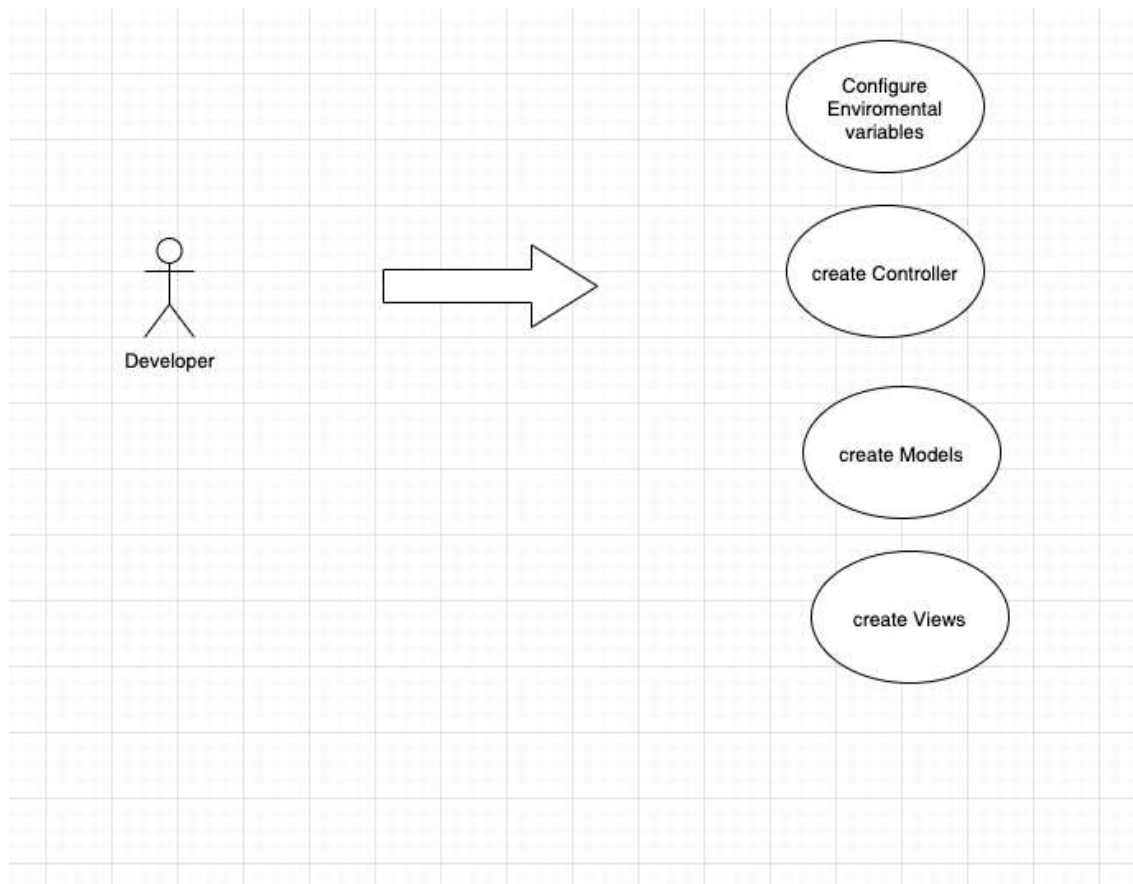 Configure
Enviromental
variables
create Controller
Developer
create Models
create Views